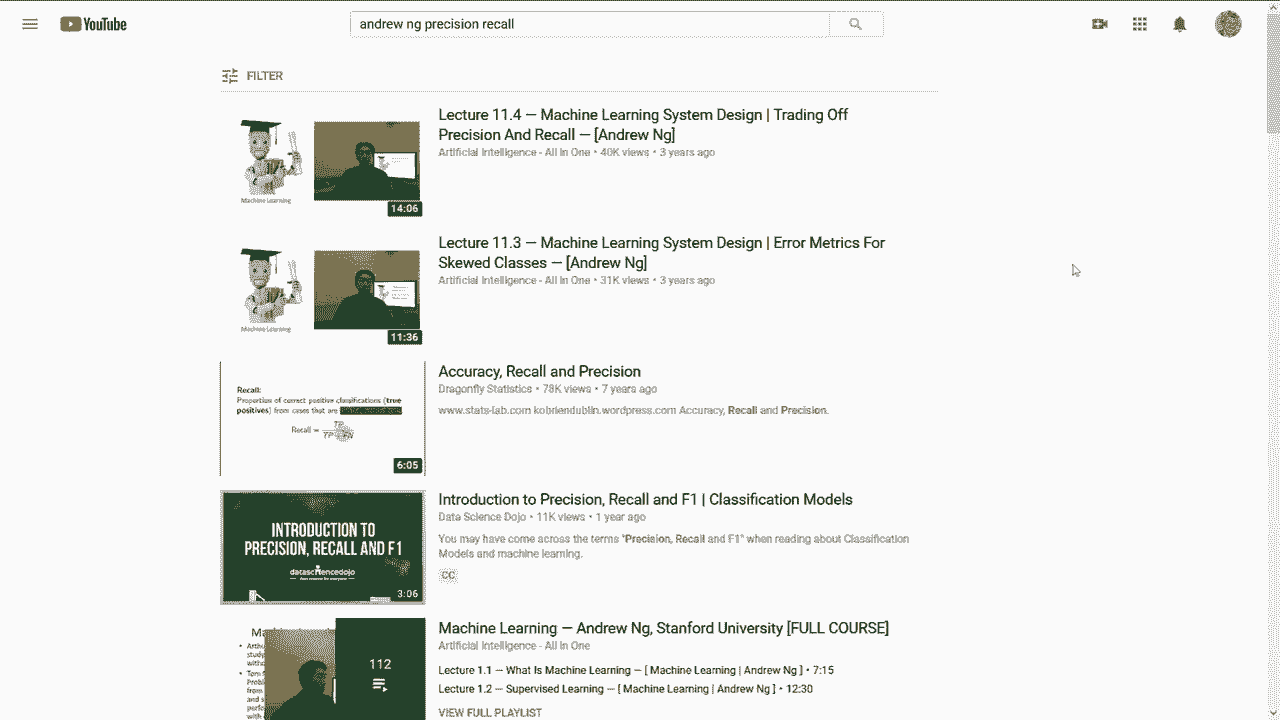 YouTube
andrew ng precision recall
FILTER
Lecture 11.4 — Machine Learning System Design | Trading Off
Precision And Recall — [Andrew Ng]
Artificial Intelligence - All in One • 40K views • 3 years ago
Machine Learning
14:06
Lecture 11.3 — Machine Learning System Design | Error Metrics For
Skewed Classes — [Andrew Ng]
Artificial Intelligence - All in One • 31K views • 3 years ago
Machine Learning
11:36
Accuracy, Recall and Precision
Dragonfly Statistics • 78K views • 7 years ago
www.stats-lab.com kobriendublin.wordpress.com Accuracy, Recall and Precision.
Recall:
Proportion of correct positive classifications (true
positives) from cases that are
Recall =
6:05
Introduction to Precision, Recall and F1 | Classification Models
Data Science Dojo • 11K views • 1 year ago
You may have come across the terms "Precision, Recall and F1" when reading about Classification
Models and machine learning.
CC
INTRODUCTION TO
PRECISION, RECALL AND F1
datasciencedojo
3:06
Machine Learning — Andrew Ng, Stanford University [FULL COURSE]
Artificial Intelligence - All in One
Lecture 1.1 — What Is Machine Learning — [ Machine Learning | Andrew Ng ] • 7:15
Lecture 1.2 — Supervised Learning — [ Machine Learning | Andrew Ng ] • 12:30
VIEW FULL PLAYLIST
112